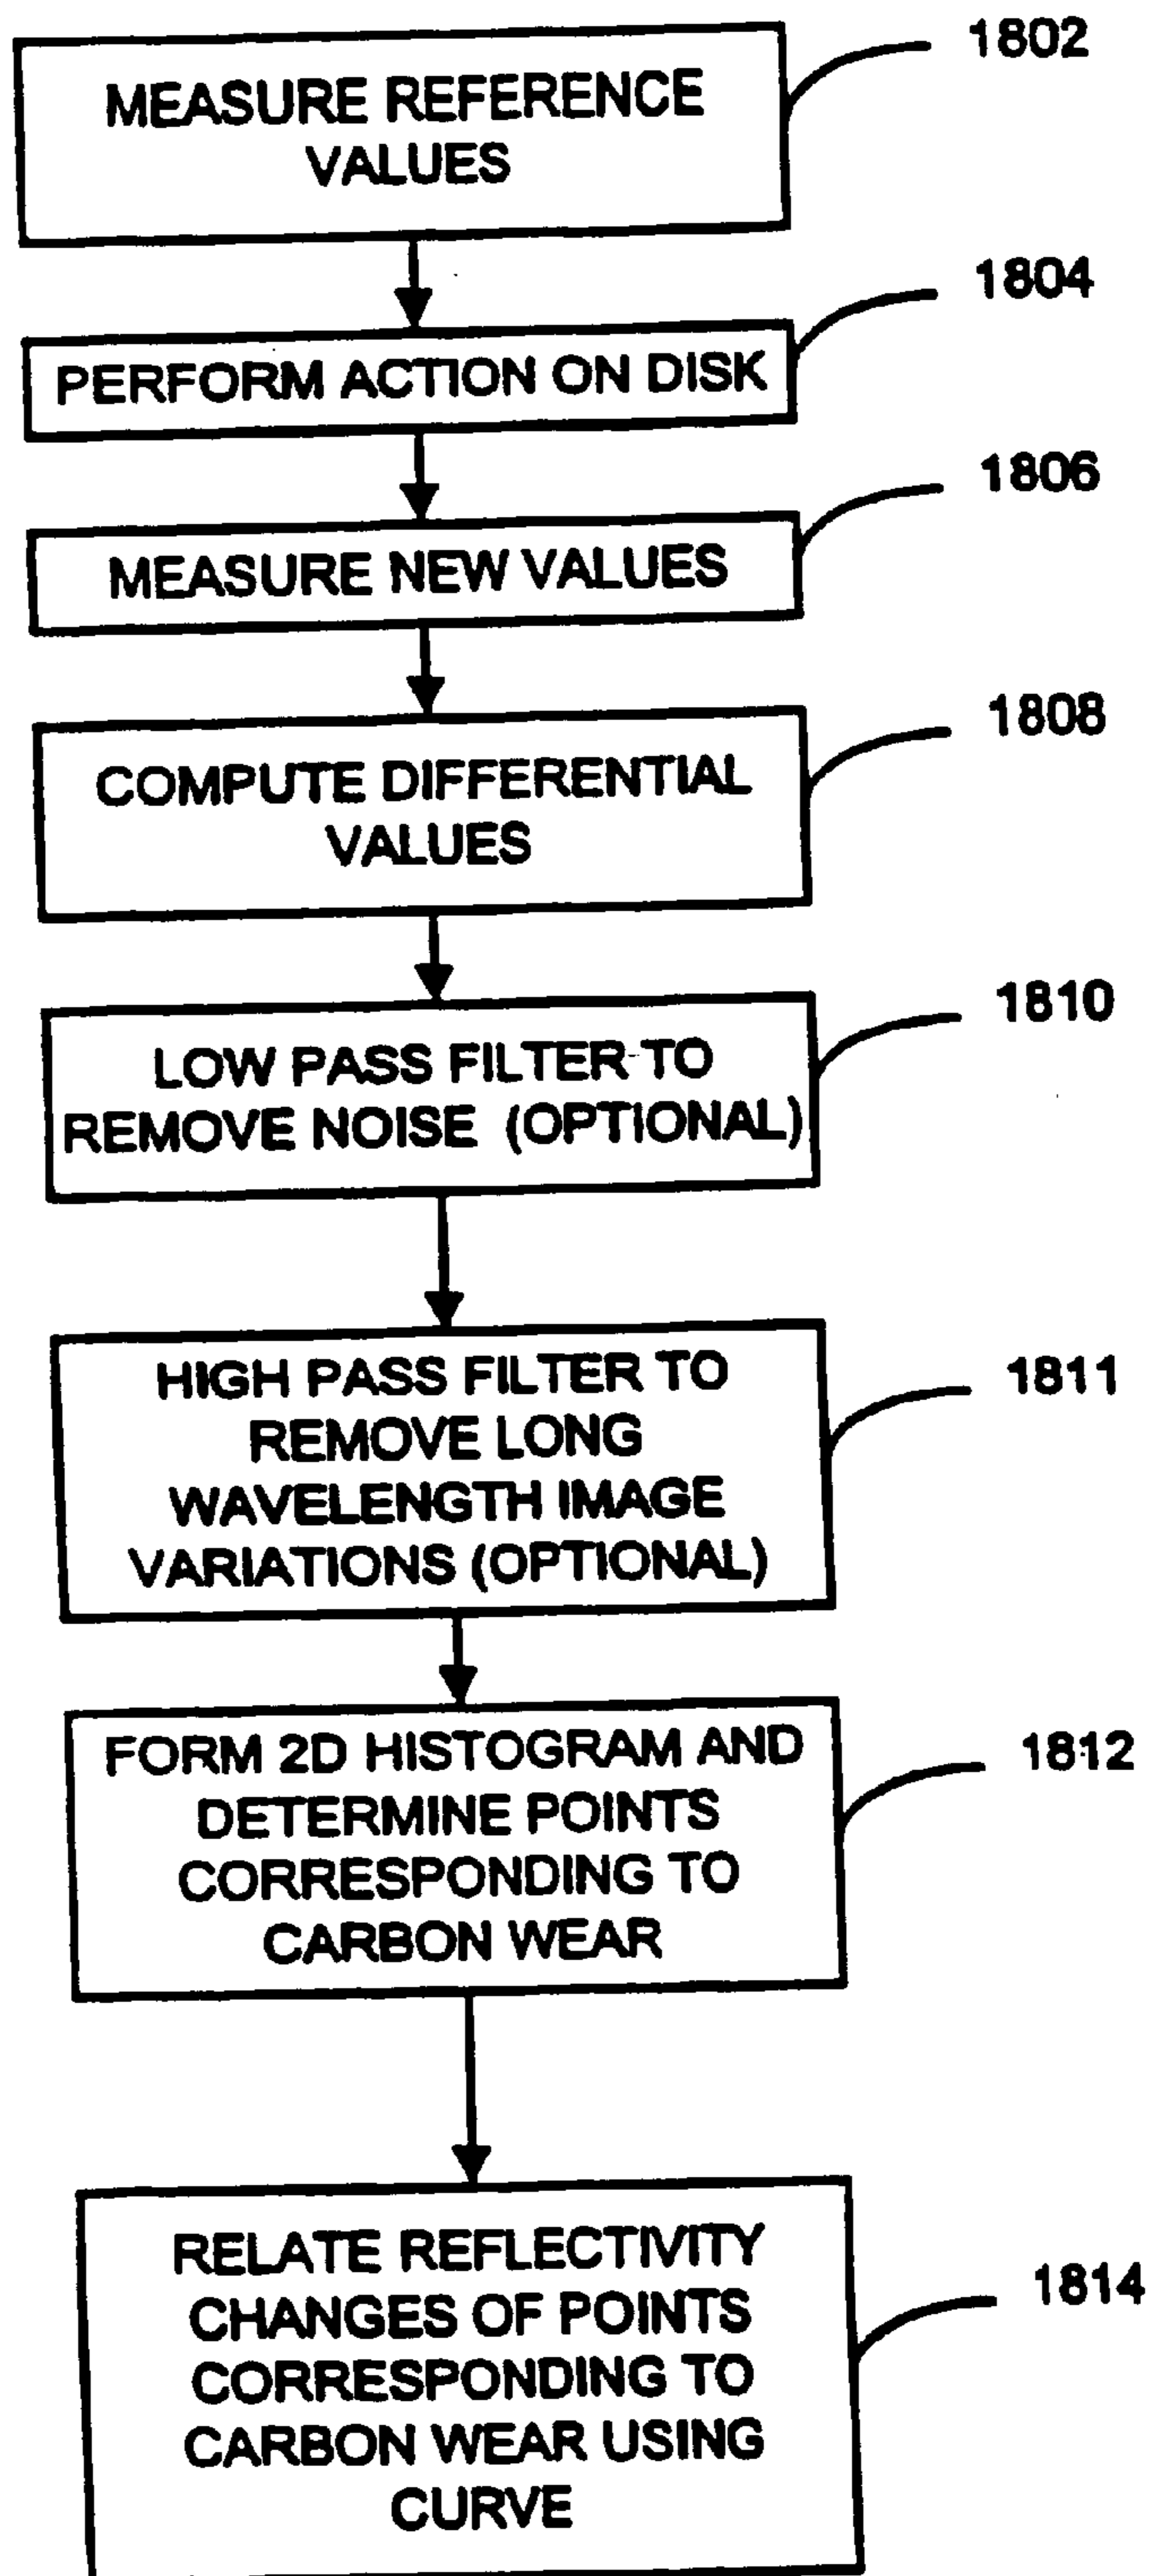 1802
MEASURE REFERENCE
VALUES
1804
PERFORM ACTION ON DISK
1806
MEASURE NEW VALUES
1808
COMPUTE DIFFERENTIAL
VALUES
1810
LOW PASS FILTER TO
REMOVE NOISE (OPTIONAL)
1811
HIGH PASS FILTER TO
REMOVE LONG
WAVELENGTH IMAGE
VARIATIONS (OPTIONAL)
1812
FORM 2D HISTOGRAM AND
DETERMINE POINTS
CORRESPONDING TO
CARBON WEAR
1814
RELATE REFLECTIVITY
CHANGES OF POINTS
CORRESPONDING TO
CARBON WEAR USING
CURVE